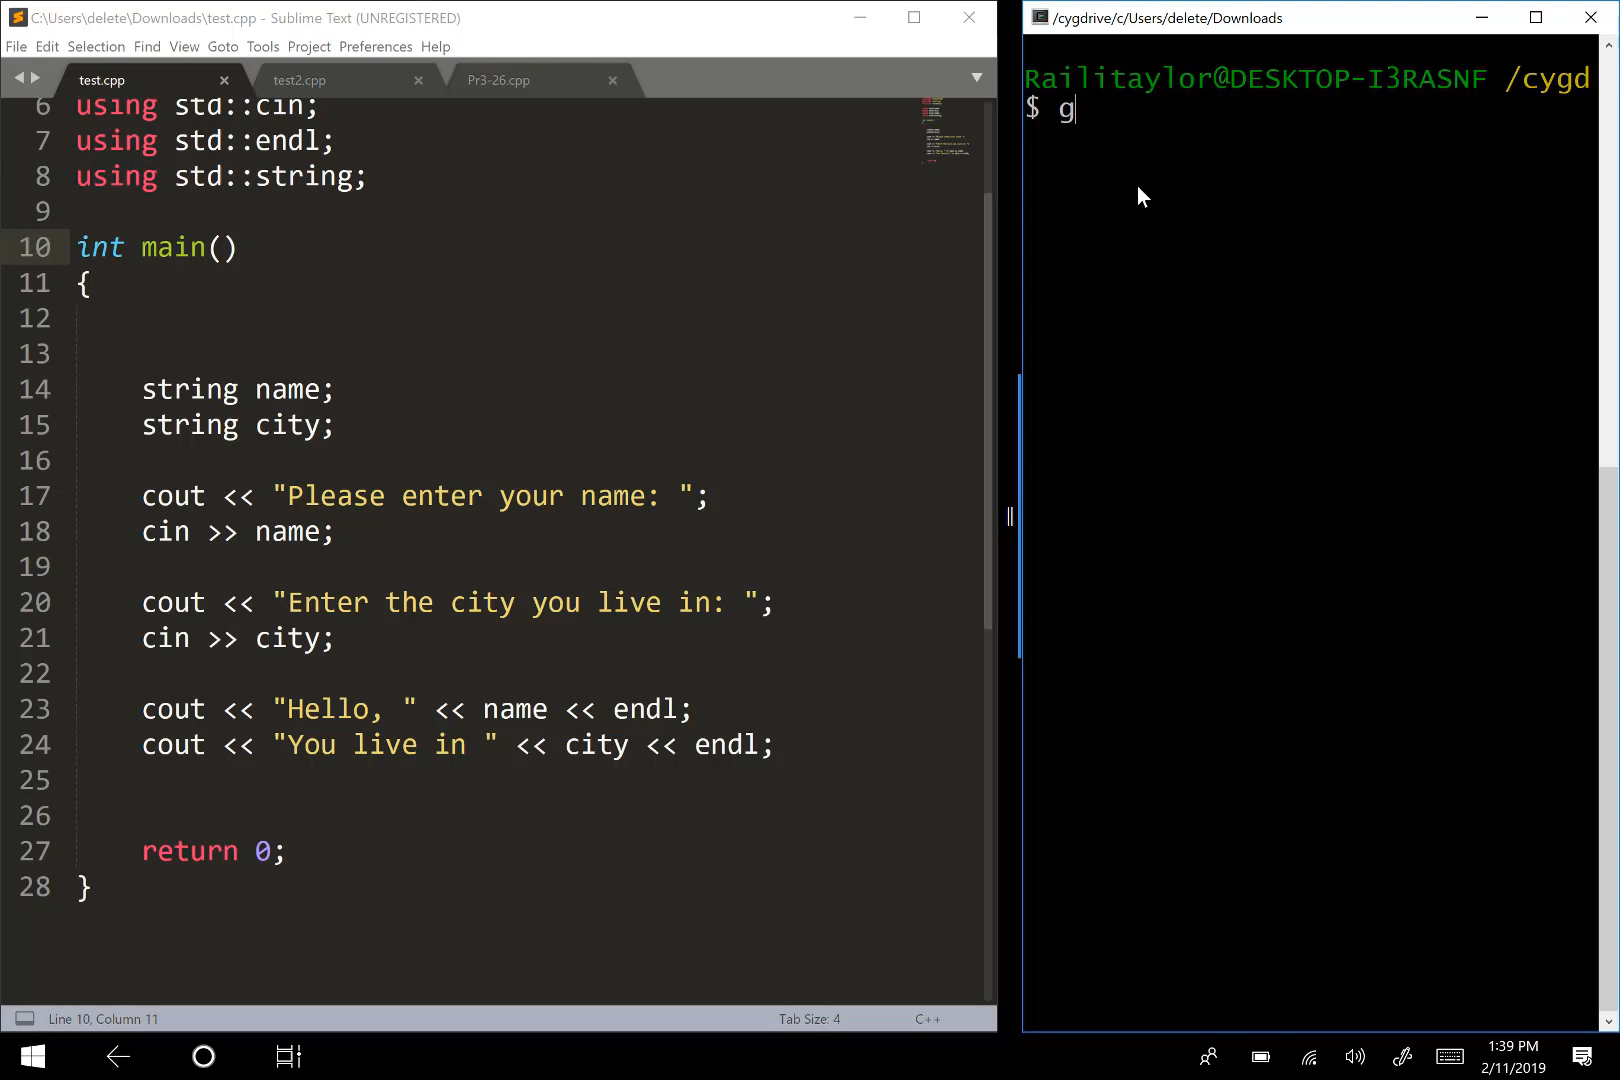 C:\Users\delete\Downloads\test.cpp - Sublime Text (UNREGISTERED)
File Edit Selection Find View Goto Tools Project Preferences Help
test.cpp test2.cpp Pr3-26.cpp
6 using std::cin;
7 using std::endl;
8 using std::string;
9
10 int main()
11 {
12
13
14 string name;
15 string city;
16
17 cout << "Please enter your name: ";
18 cin >> name;
19
20 cout << "Enter the city you live in: ";
21 cin >> city;
22
23 cout << "Hello, " << name << endl;
24 cout << "You live in " << city << endl;
25
26
27 return 0;
28 }
Line 10, Column 11 Tab Size: 4 C++
/cygdrive/c/Users/delete/Downloads
Railitaylor@DESKTOP-I3RASNF /cygd
$ g
1:39 PM
2/11/2019